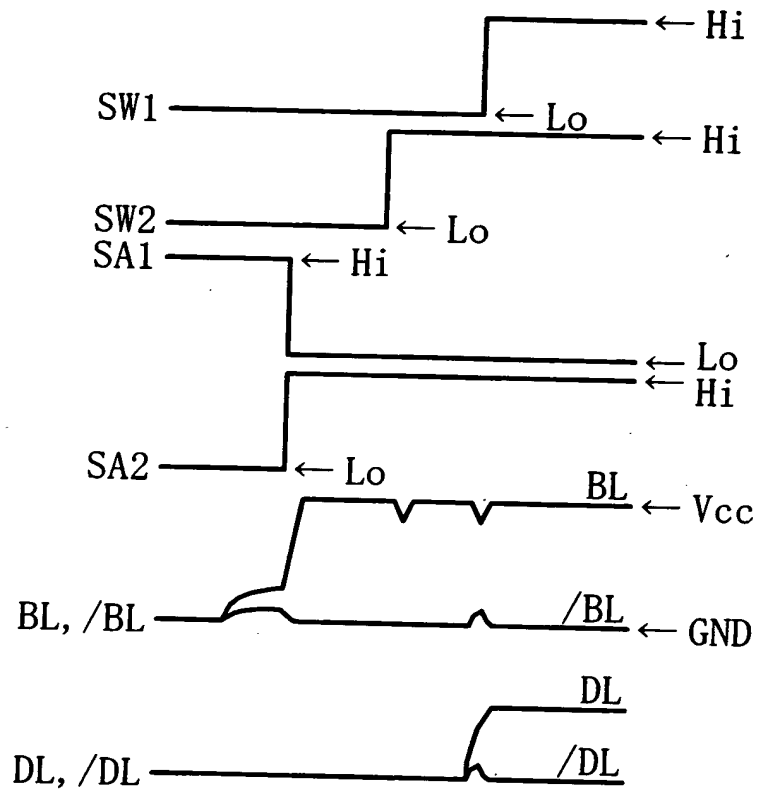 ← Hi
SW1
← Lo
← Hi
SW2
← Lo
SA1
← Hi
← Lo
← Hi
SA2
← Lo
BL
← Vcc
BL, /BL
/BL
← GND
DL
DL, /DL
/DL